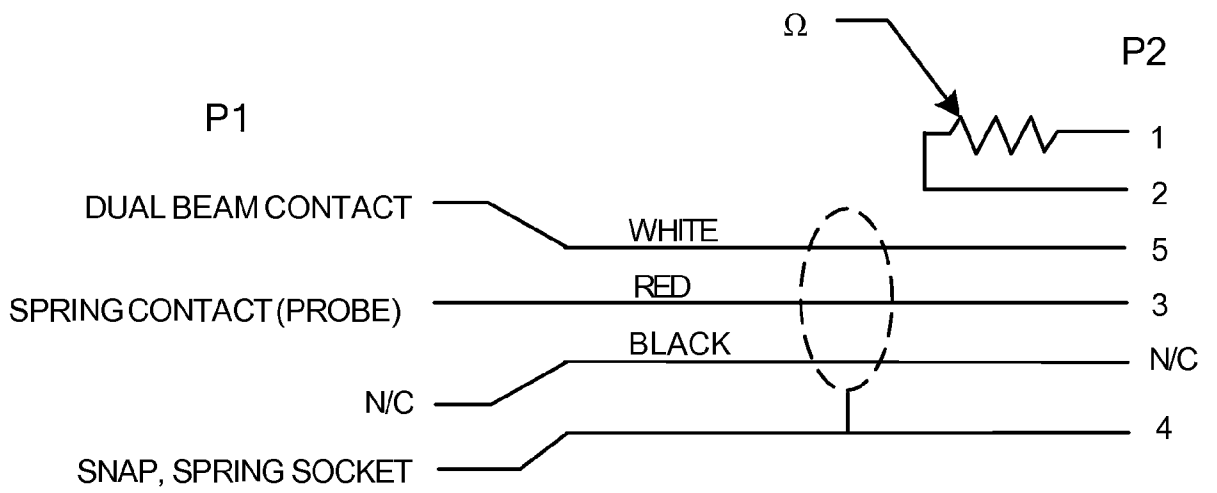 Ω
P2
P1
1
2
DUAL BEAM CONTACT
WHITE
5
RED
SPRING CONTACT (PROBE)
3
BLACK
N/C
N/C
4
SNAP, SPRING SOCKET